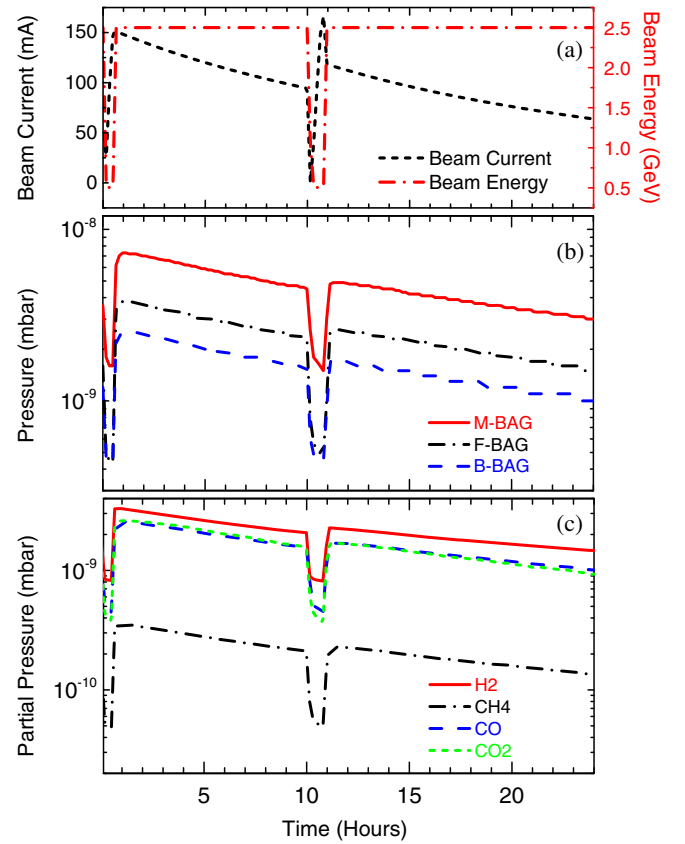 Beam Current (mA)
150
100
50
0
(a)
Beam Current
Beam Energy
2.5
2.0
1.5
1.0
0.5
Beam Energy (GeV)
Pressure (mbar)
10^-8
10^-9
(b)
M-BAG
F-BAG
B-BAG
Partial Pressure (mbar)
10^-9
10^-10
(c)
H2
CH4
CO
CO2
5 10 15 20
Time (Hours)